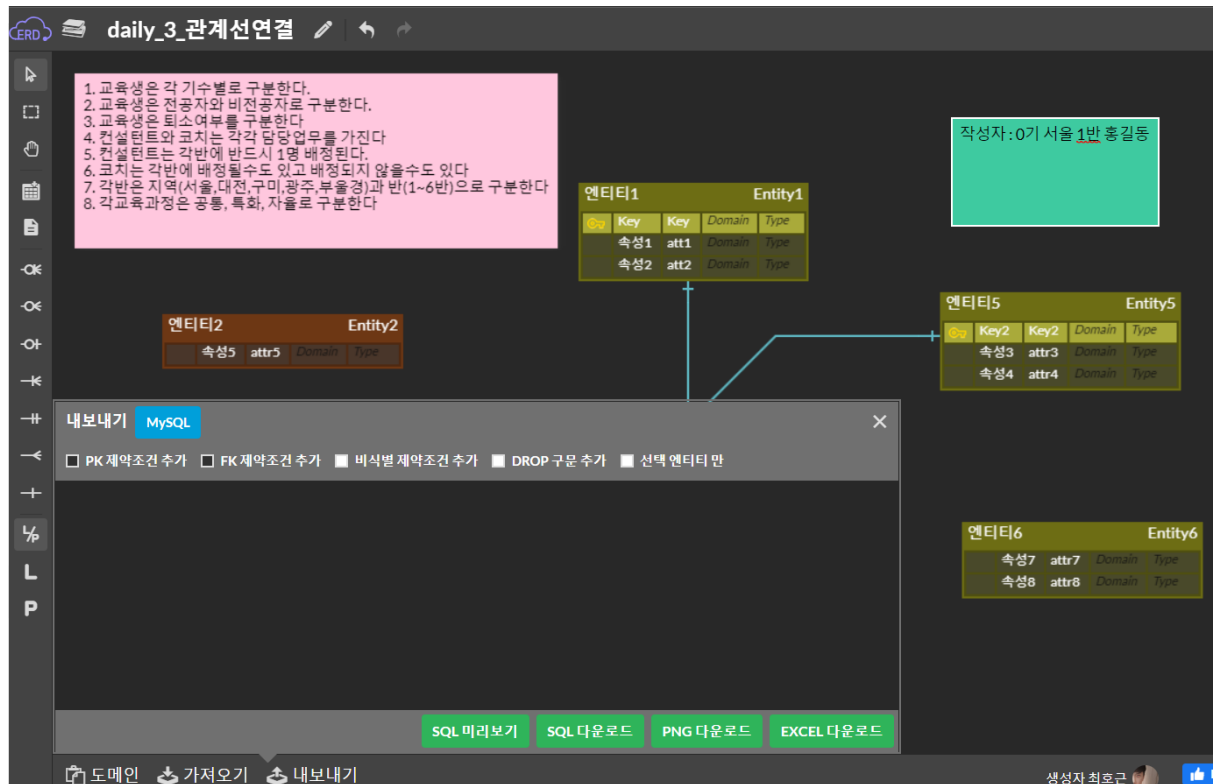 ERD
daily_3_관계선연결
1. 교육생은 각 기수별로 구분한다.
2. 교육생은 전공자와 비전공자로 구분한다.
3. 교육생은 퇴소여부를 구분한다
4. 컨설턴트와 코치는 각각 담당업무를 가진다
5. 컨설턴트는 각반에 반드시 1명 배정된다.
6. 코치는 각반에 배정될수도 있고 배정되지 않을수도 있다
7. 각반은 지역(서울,대전,구미,광주,부울경)과 반(1~6반)으로 구분한다
8. 각교육과정은 공통, 특화, 자율로 구분한다
작성자 : 0기 서울 1반 홍길동
엔티티1 Entity1
Key Key Domain Type
속성1 att1 Domain Type
속성2 att2 Domain Type
엔티티2 Entity2
속성5 attr5 Domain Type
엔티티5 Entity5
Key2 Key2 Domain Type
속성3 attr3 Domain Type
속성4 attr4 Domain Type
내보내기 MySQL
PK 제약조건 추가 FK 제약조건 추가 비식별 제약조건 추가 DROP 구문 추가 선택 엔티티 만
엔티티6 Entity6
속성7 attr7 Domain Type
속성8 attr8 Domain Type
L/P
L
P
SQL 미리보기 SQL 다운로드 PNG 다운로드 EXCEL 다운로드
도메인 가져오기 내보내기
생성자 최호근